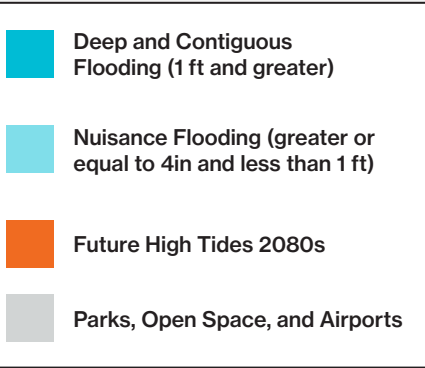 Deep and Contiguous
Flooding (1 ft and greater)
Nuisance Flooding (greater or
equal to 4in and less than 1 ft)
Future High Tides 2080s
Parks, Open Space, and Airports